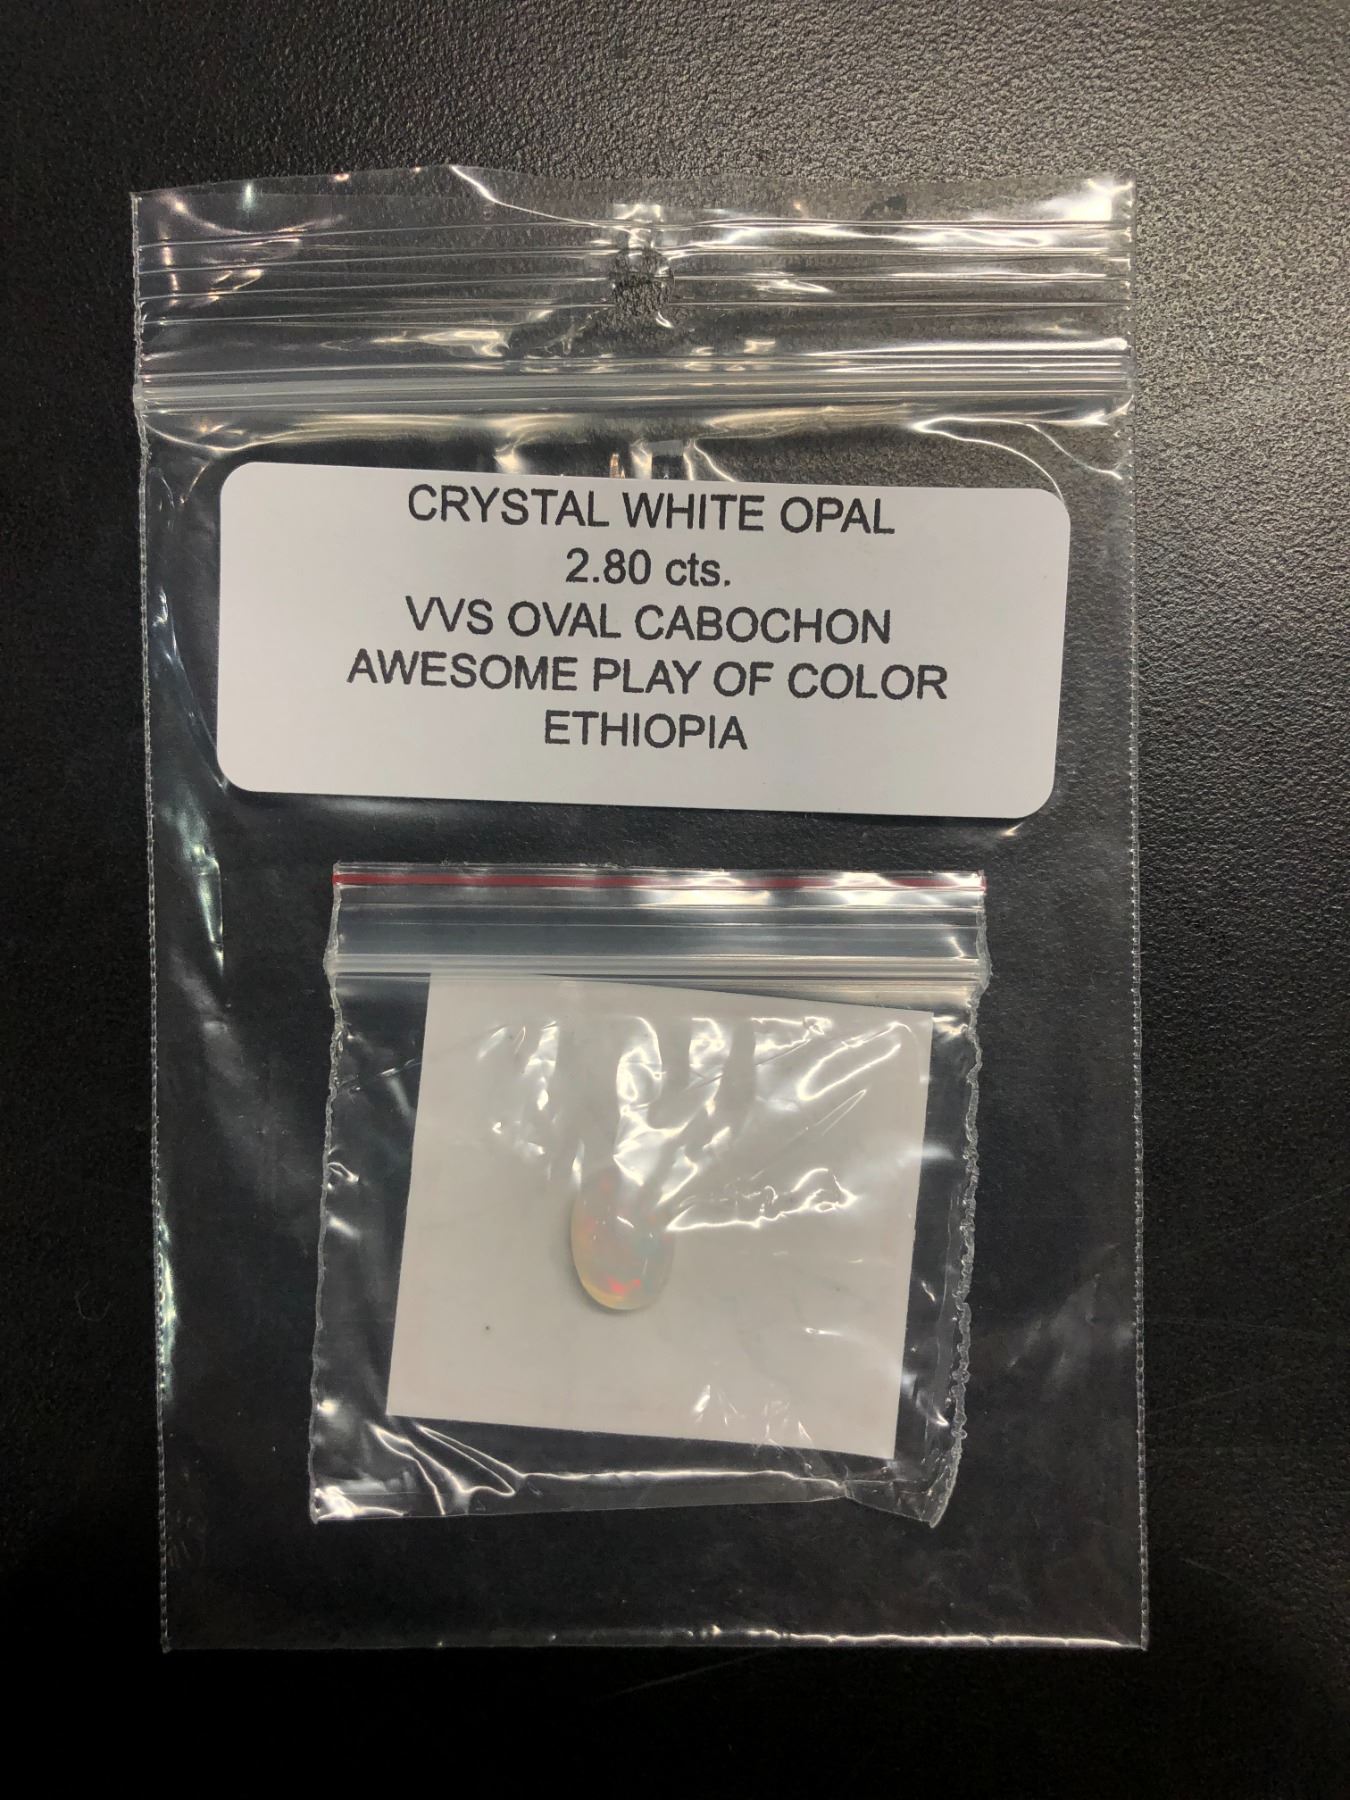 CRYSTAL WHITE OPAL
2.80 cts.
VVS OVAL CABOCHON
AWESOME PLAY OF COLOR
ETHIOPIA